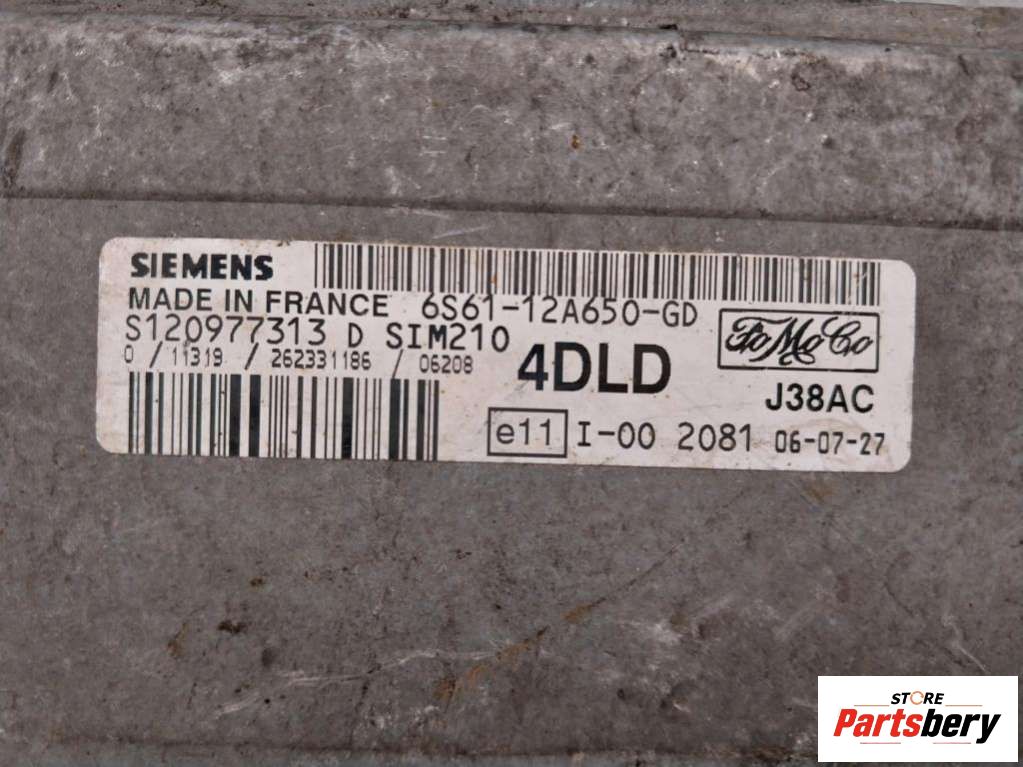 SIEMENS
MADE IN FRANCE 6S61-12A650-GD
S120977313 D SIM210
0 / 11319 / 262331186 / 06208
4DLD
FoMoCo
J38AC
e11 I-00 2081 06-07-27
STORE
Partsbery